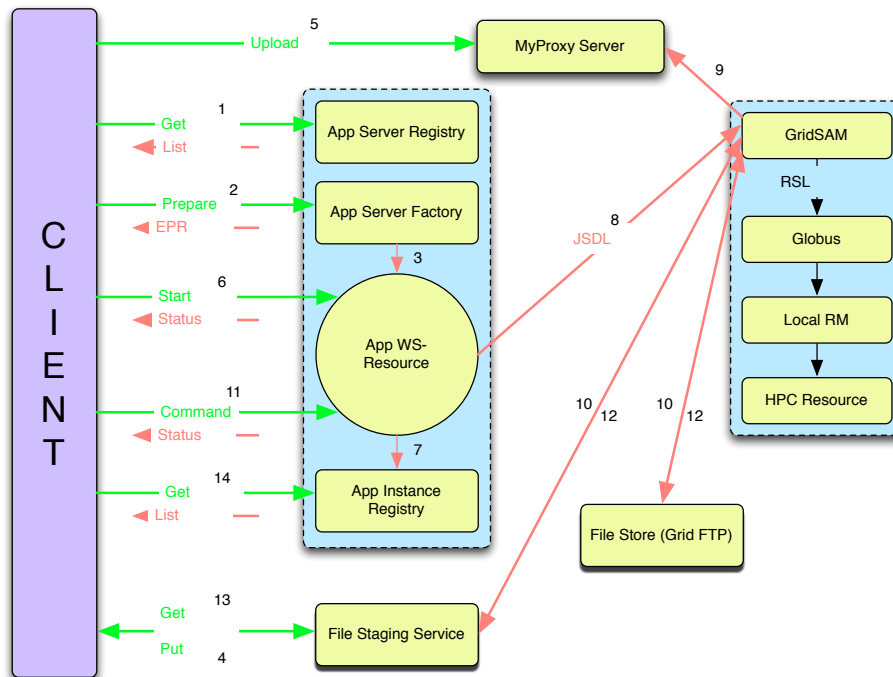 5
Upload
MyProxy Server
9
1
Get
List
App Server Registry
GridSAM
RSL
2
Prepare
EPR
App Server Factory
3
8
JSDL
Globus
6
Start
Status
App WS-
Resource
Local RM
11
Command
Status
7
10
12
10
12
HPC Resource
14
Get
List
App Instance
Registry
File Store (Grid FTP)
13
Get
Put
4
File Staging Service
C
L
I
E
N
T